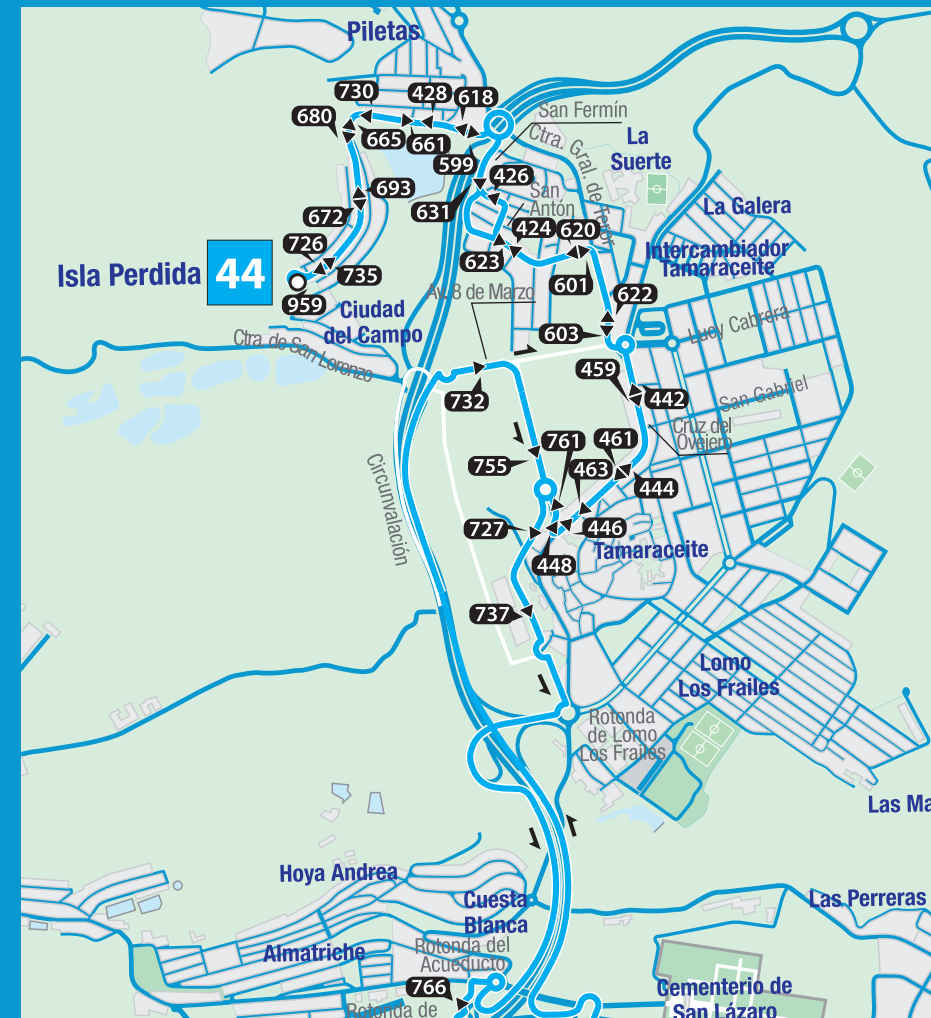 Piletas
730
428
618
680
San Fermín
665
661
La
Suerte
599
Ctra. Gral. de Teror
426
693
San
Antón
La Galera
672
631
424
620
726
Intercambiador
Tamaraceite
Isla Perdida
44
735
623
601
959
Av. 8 de Marzo
622
Ciudad
del Campo
Ctra. de San Lorenzo
603
Lucy Cabrera
459
732
442
San Gabriel
Cruz del
Ovejero
755
761
461
463
444
Circunvalación
727
446
Tamaraceite
448
737
Lomo
Los Frailes
Rotonda
de Lomo
Los Frailes
Las Ma
Hoya Andrea
Cuesta
Blanca
Las Perreras
Almatriche
Rotonda del
Acueducto
766
Cementerio de
San Lázaro
Rotonda de